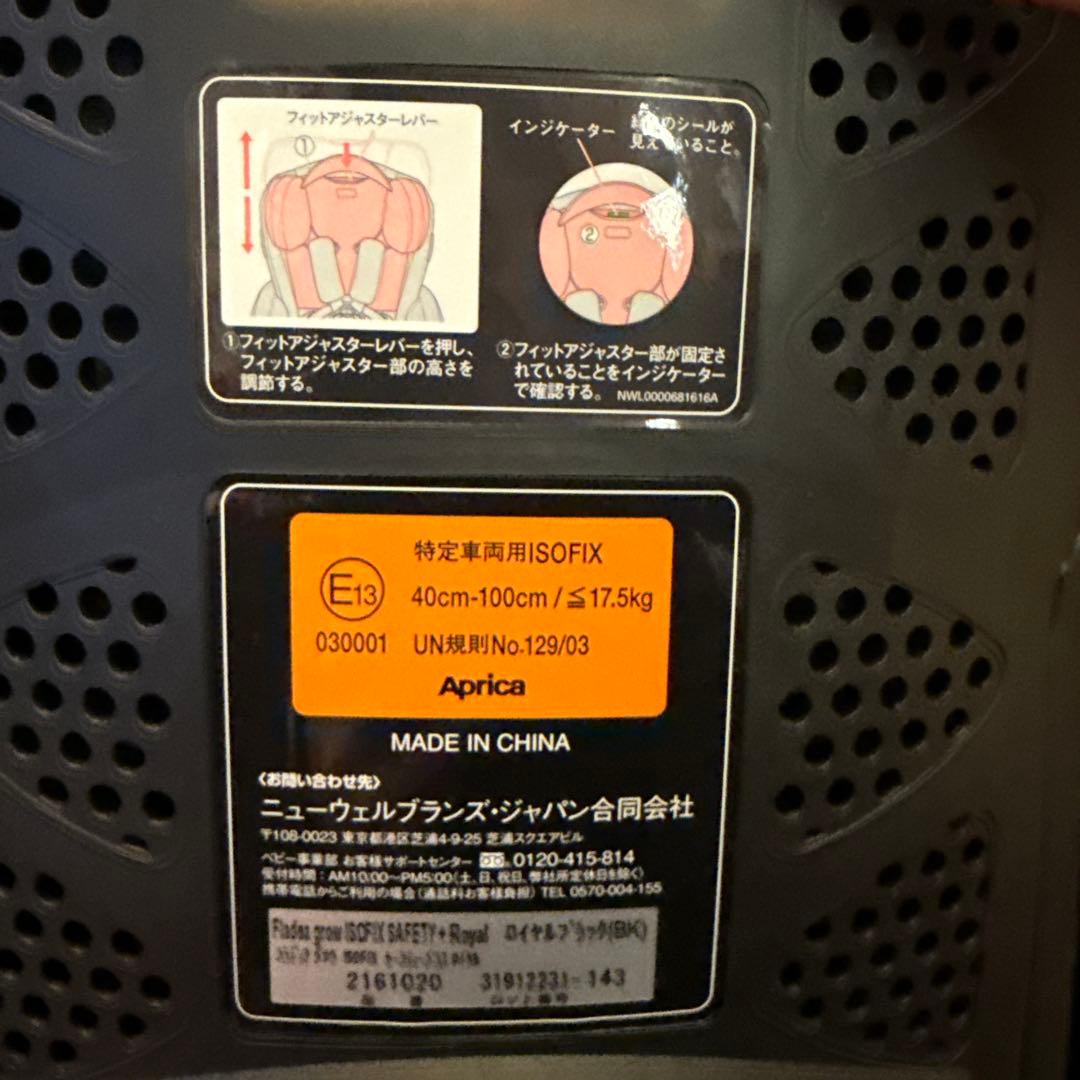 フィットアジャスターレバー
①
①フィットアジャスターレバーを押し、
フィットアジャスター部の高さを
調節する。
インジケーター
のシールが
見えていること。
②
②フィットアジャスター部が固定さ
れていることをインジケーター
で確認する。 NWL0000681616A
特定車両用ISOFIX
E13
40cm-100cm / ≦17.5kg
030001 UN規則No.129/03
Aprica
MADE IN CHINA
〈お問い合わせ先〉
ニューウェルブランズ・ジャパン合同会社
〒108-0023 東京都港区芝浦4-9-25 芝浦スクエアビル
ベビー事業部 お客様サポートセンター 0120-415-814
受付時間：AM10:00〜PM5:00(土、日、祝日、弊社所定休日を除く)
携帯電話からご利用の場合（通話料お客様負担） TEL 0570-004-155
Fladea grow ISOFIX SAFETY+ Royal ロイヤルブラック(BK)
2161020 31912231-143
品 番 ロット番号